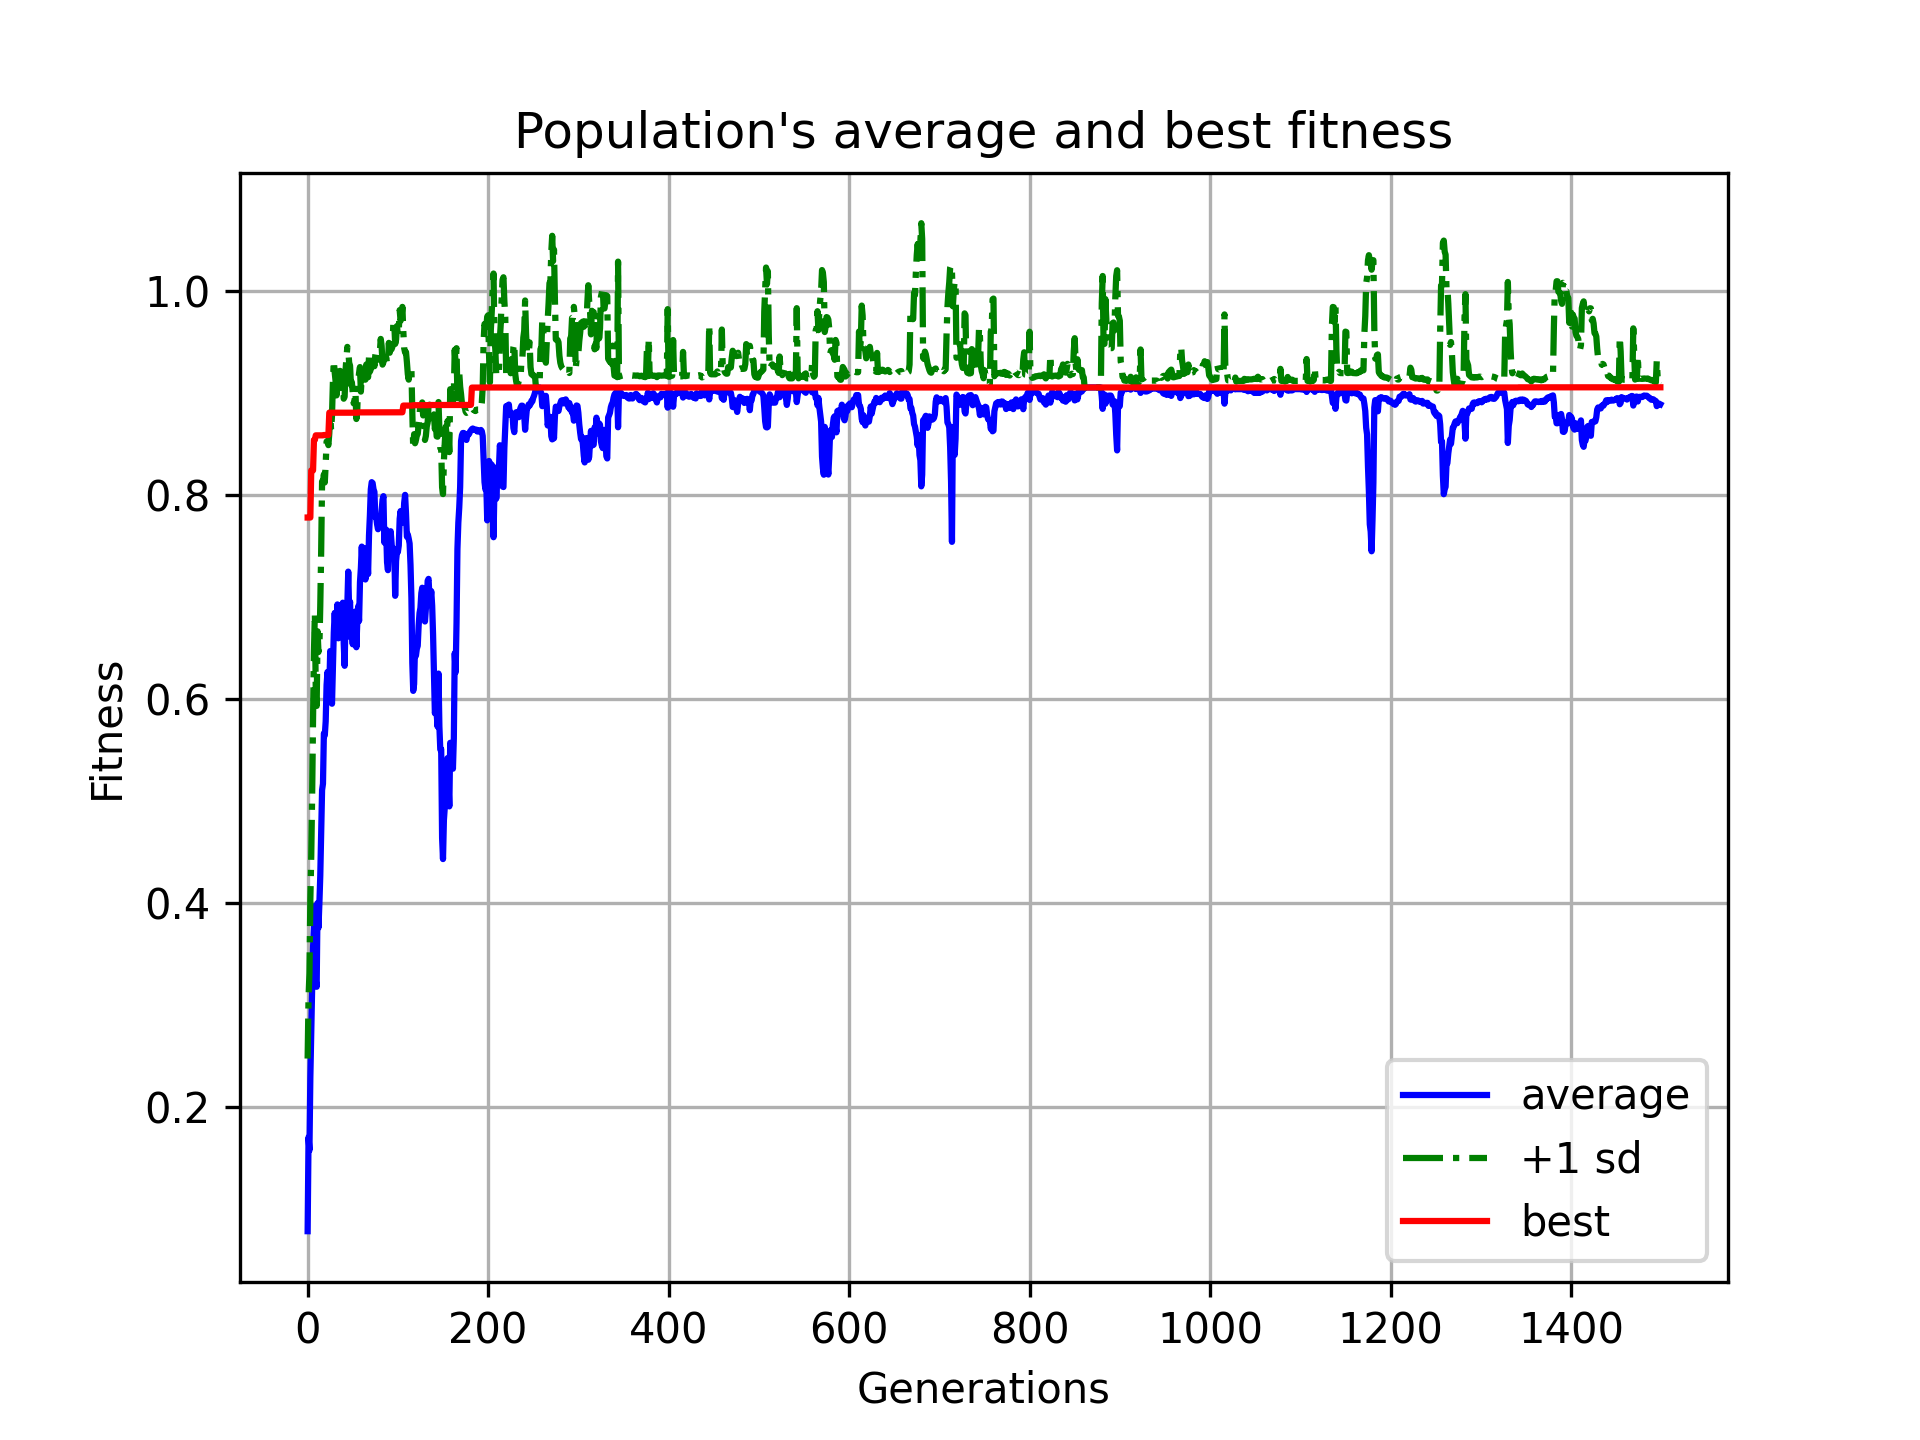 Population's average and best fitness
1.0
0.8
0.6
0.4
0.2
Fitness
average
+1 sd
best
0 200 400 600 800 1000 1200 1400
Generations